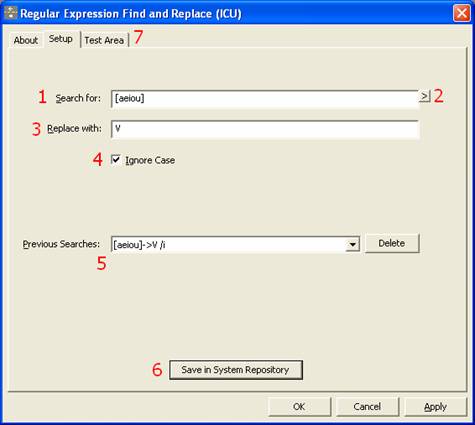 Regular Expression Find and Replace (ICU)
About Setup Test Area 7
1 Search for: [aeiou] > 2
3 Replace with: V
4 Ignore Case
Previous Searches: [aeiou]->V /i Delete
5
6 Save in System Repository
OK Cancel Apply